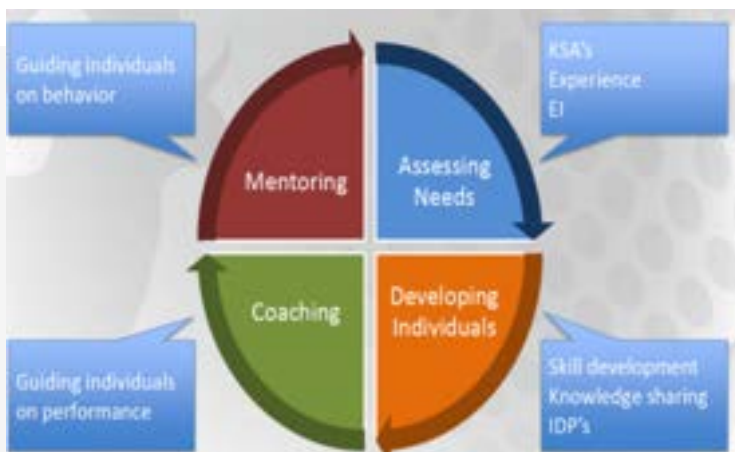 Guiding individuals
on behavior
KSA's
Experience
EI
Mentoring
Assessing
Needs
Coaching
Developing
Individuals
Guiding individuals
on performance
Skill development
Knowledge sharing
IDP's